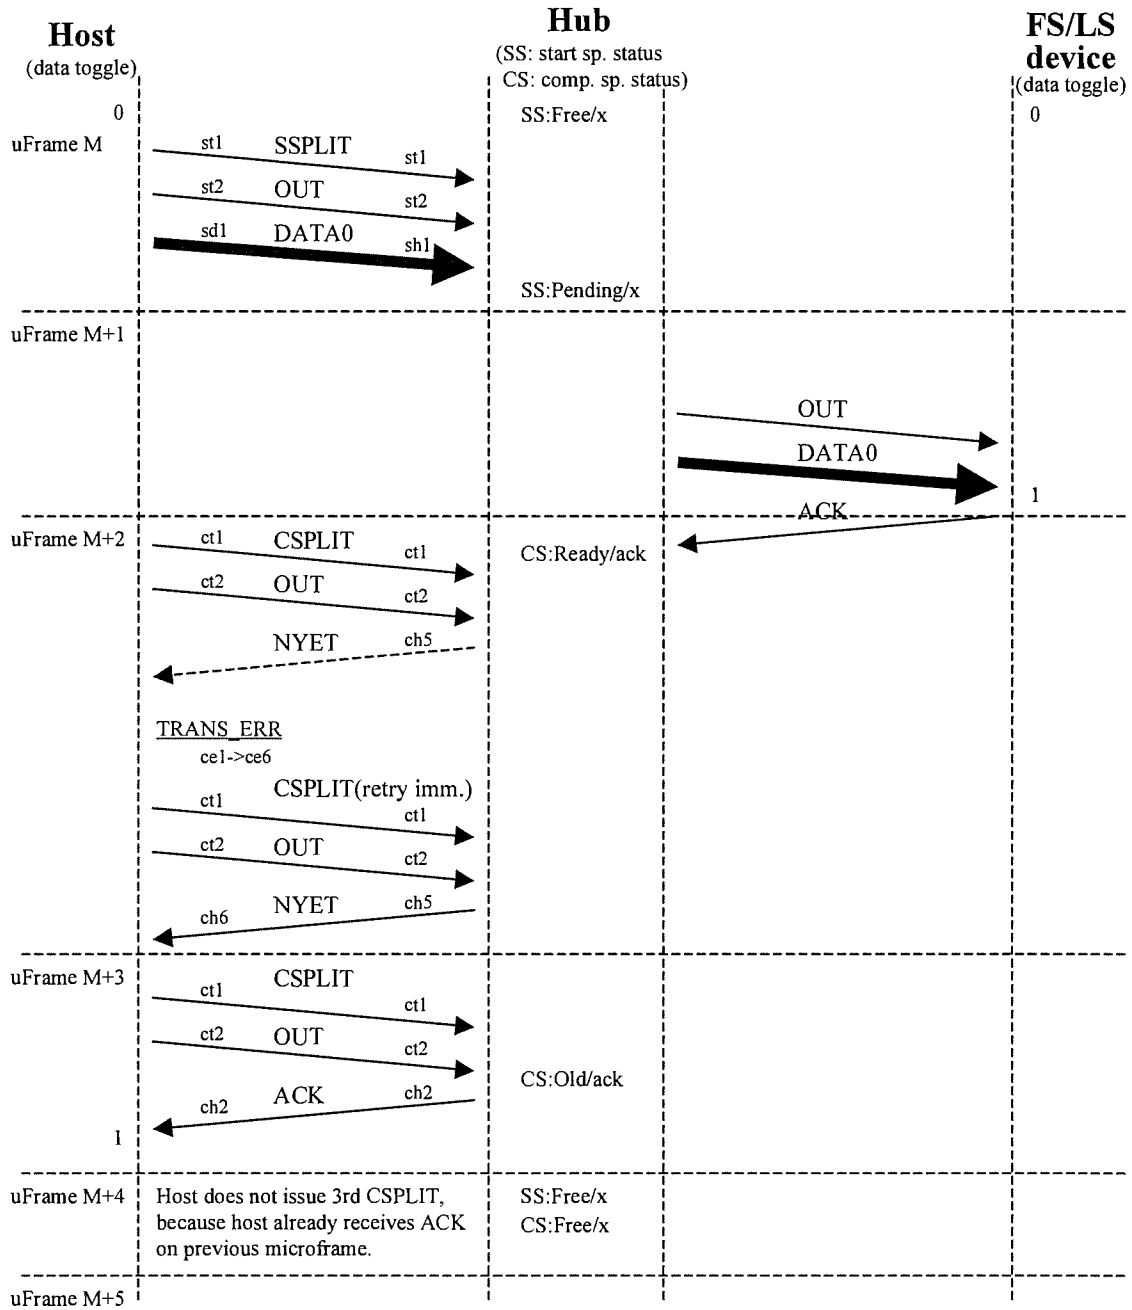 Host
(data toggle)
Hub
(SS: start sp. status
CS: comp. sp. status)
FS/LS
device
(data toggle)
0
SS:Free/x
0
uFrame M
st1 SSPLIT st1
st2 OUT st2
sd1 DATA0 sh1
SS:Pending/x
uFrame M+1
OUT
DATA0
1
ACK
uFrame M+2
ct1 CSPLIT ct1
CS:Ready/ack
ct2 OUT ct2
NYET ch5
TRANS_ERR
ce1->ce6
CSPLIT(retry imm.)
ct1 ct1
ct2 OUT ct2
NYET ch5
ch6
uFrame M+3
CSPLIT
ct1 ct1
ct2 OUT ct2
CS:Old/ack
ACK ch2
ch2
1
uFrame M+4
Host does not issue 3rd CSPLIT,
because host already receives ACK
on previous microframe.
SS:Free/x
CS:Free/x
uFrame M+5